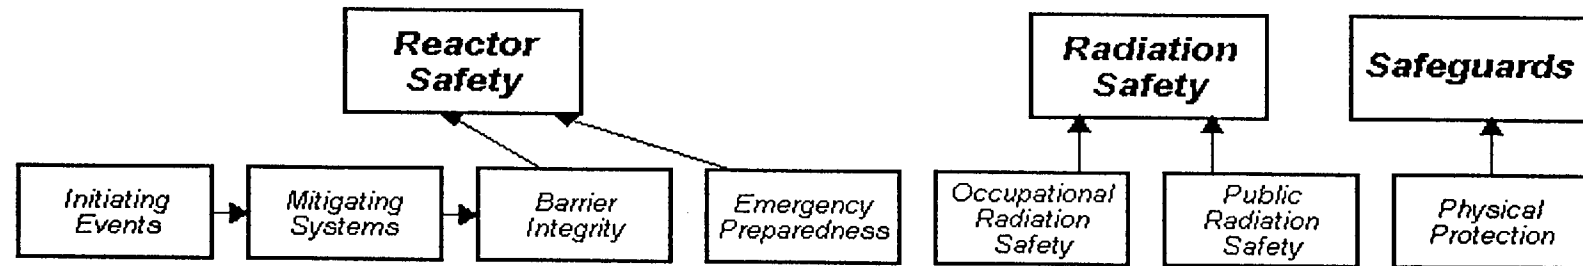 Reactor
Safety
Radiation
Safety
Safeguards
Initiating
Events
Mitigating
Systems
Barrier
Integrity
Emergency
Preparedness
Occupational
Radiation
Safety
Public
Radiation
Safety
Physical
Protection